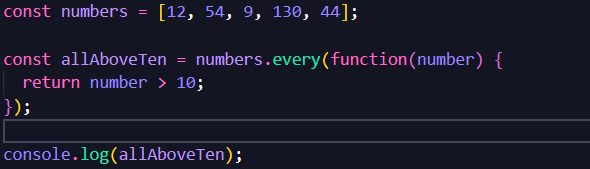 const numbers = [12, 54, 9, 130, 44];
const allAboveTen = numbers.every(function(number) {
  return number > 10;
});
console.log(allAboveTen);